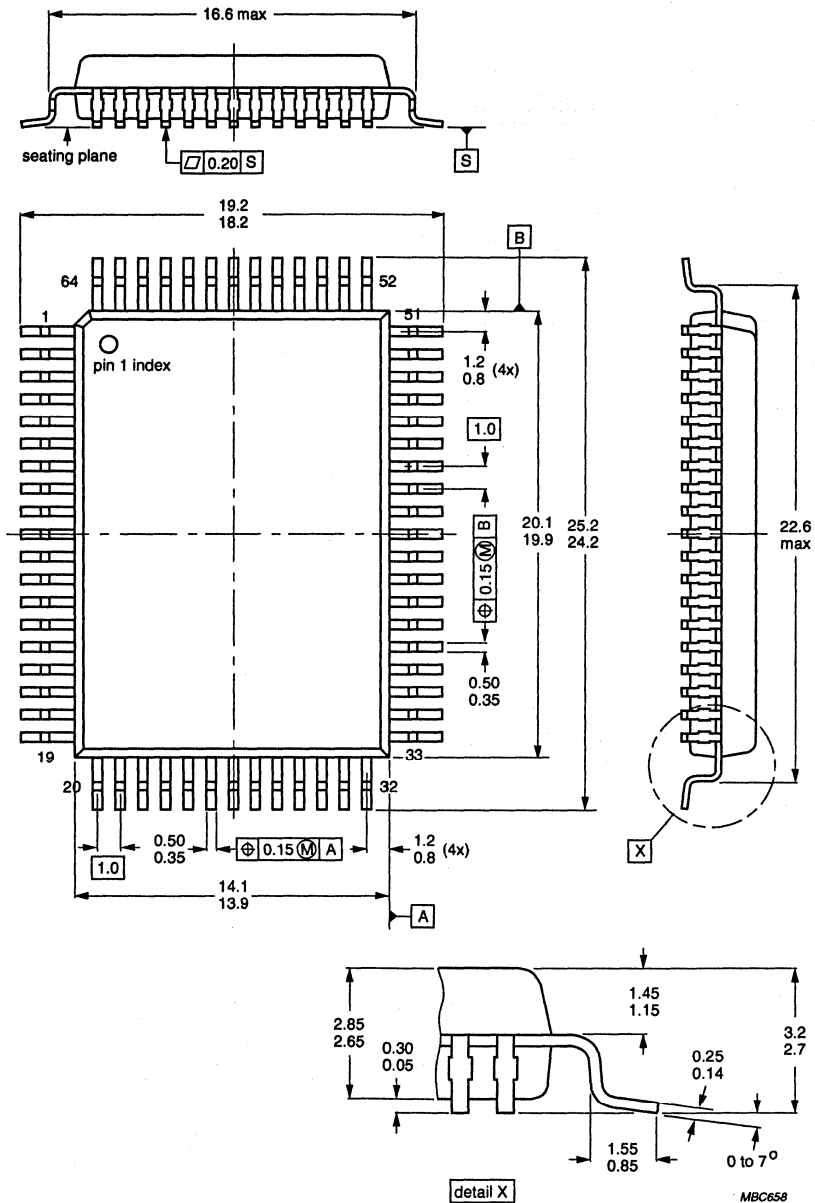 16.6 max
seating plane
0.20 S
S
19.2
18.2
B
64
52
1
51
pin 1 index
1.2
0.8 (4x)
1.0
20.1
19.9
25.2
24.2
22.6
max
⌖ 0.15 Ⓜ B
0.50
0.35
19
33
20
32
0.50
0.35
⌖ 0.15 Ⓜ A
1.2
0.8 (4x)
1.0
X
14.1
13.9
A
2.85
2.65
0.30
0.05
1.45
1.15
3.2
2.7
0.25
0.14
1.55
0.85
0 to 7°
detail X
MBC658